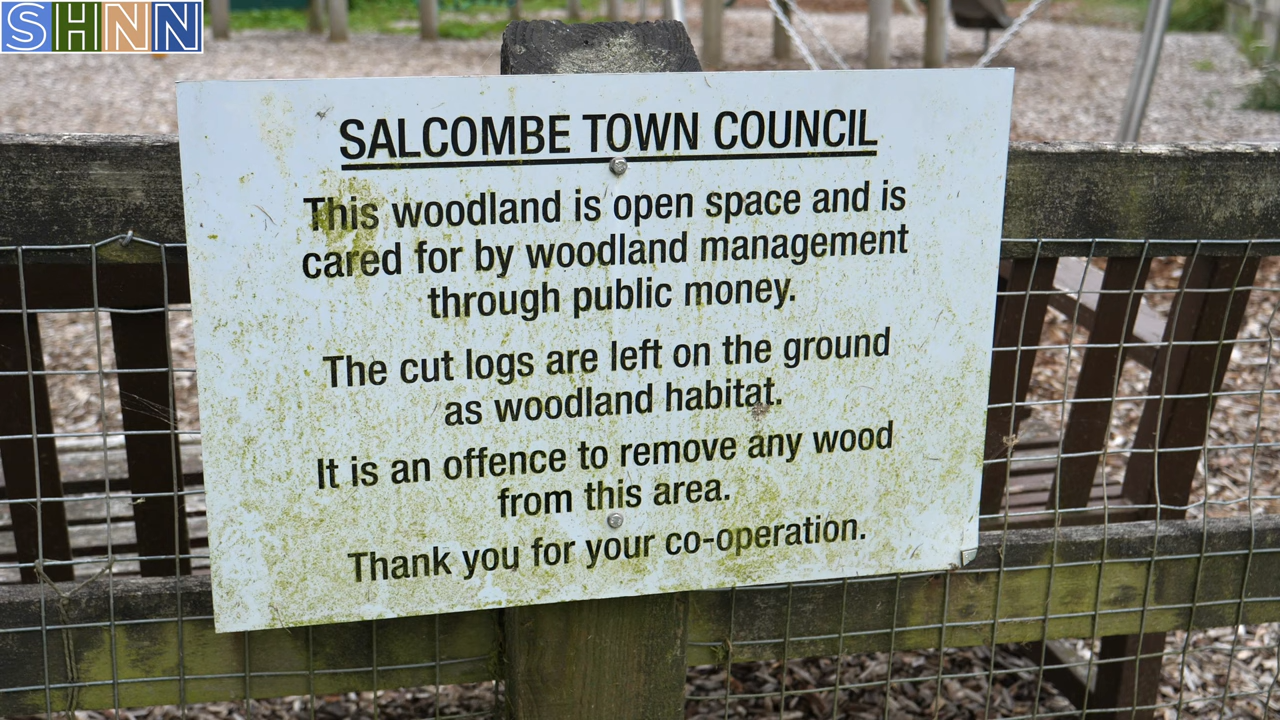 SHNN
SALCOMBE TOWN COUNCIL
This woodland is open space and is
cared for by woodland management
through public money.
The cut logs are left on the ground
as woodland habitat.
It is an offence to remove any wood
from this area.
Thank you for your co-operation.